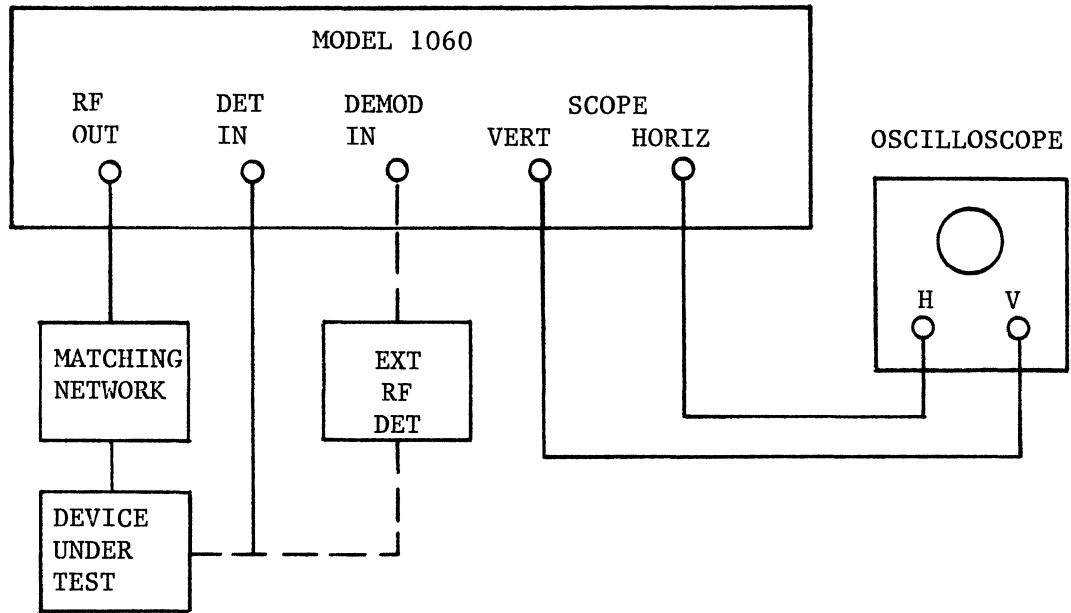 MODEL 1060
RF
OUT
DET
IN
DEMOD
IN
SCOPE
VERT HORIZ
OSCILLOSCOPE
H V
MATCHING
NETWORK
EXT
RF
DET
DEVICE
UNDER
TEST